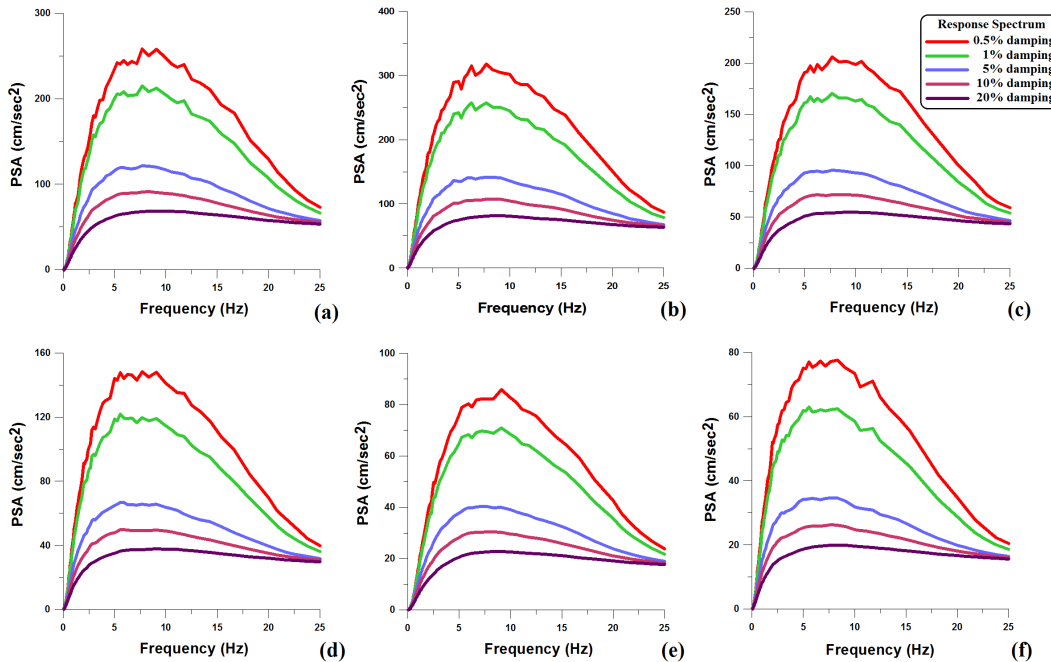 300
200
100
0
0
5
10
15
20
25
PSA (cm/sec2)
Frequency (Hz)
(a)
400
300
200
100
0
0
5
10
15
20
25
PSA (cm/sec2)
Frequency (Hz)
(b)
250
200
150
100
50
0
0
5
10
15
20
25
PSA (cm/sec2)
Frequency (Hz)
(c)
Response Spectrum
0.5% damping
1% damping
5% damping
10% damping
20% damping
160
120
80
40
0
0
5
10
15
20
25
PSA (cm/sec2)
Frequency (Hz)
(d)
100
80
60
40
20
0
0
5
10
15
20
25
PSA (cm/sec2)
Frequency (Hz)
(e)
80
60
40
20
0
0
5
10
15
20
25
PSA (cm/sec2)
Frequency (Hz)
(f)